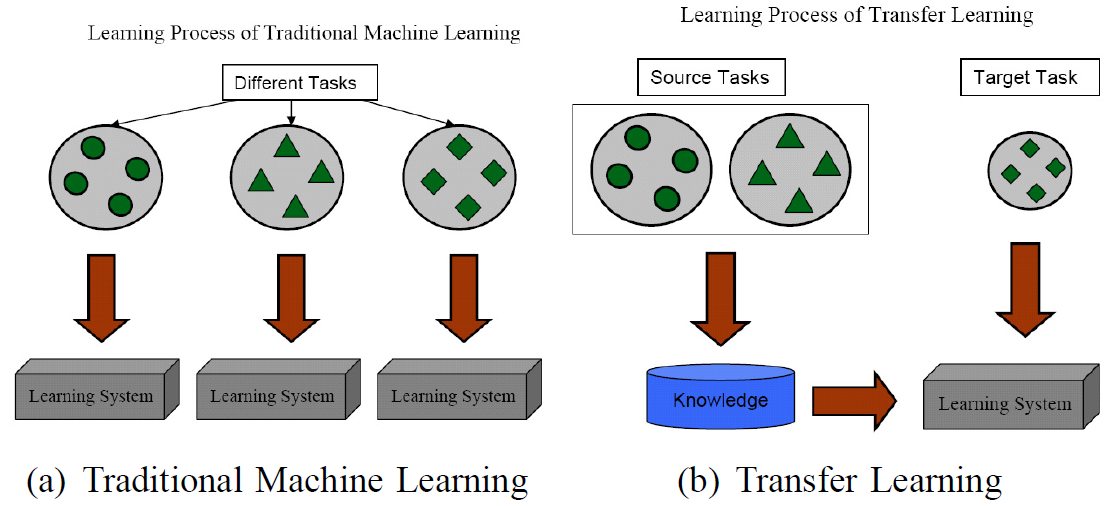 Learning Process of Traditional Machine Learning
Different Tasks
Learning System
Learning System
Learning System
(a) Traditional Machine Learning
Learning Process of Transfer Learning
Source Tasks
Target Task
Knowledge
Learning System
(b) Transfer Learning